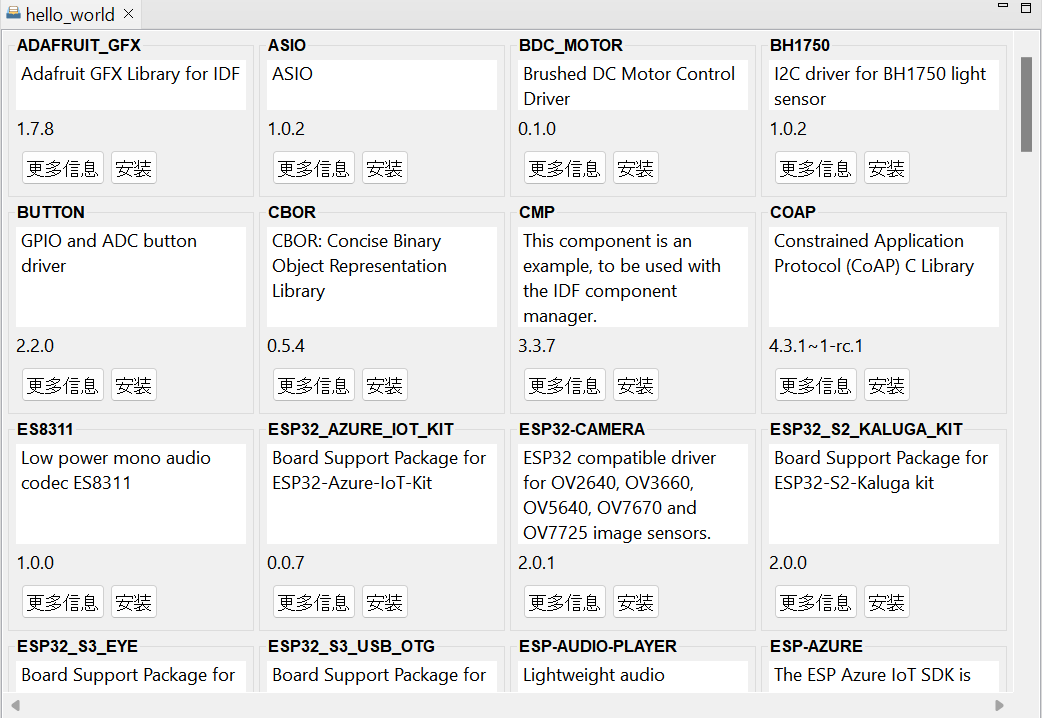 hello_world
ADAFRUIT_GFX
Adafruit GFX Library for IDF
1.7.8
更多信息 安装
ASIO
ASIO
1.0.2
更多信息 安装
BDC_MOTOR
Brushed DC Motor Control
Driver
0.1.0
更多信息 安装
BH1750
I2C driver for BH1750 light
sensor
1.0.2
更多信息 安装
BUTTON
GPIO and ADC button
driver
2.2.0
更多信息 安装
CBOR
CBOR: Concise Binary
Object Representation
Library
0.5.4
更多信息 安装
CMP
This component is an
example, to be used with
the IDF component
manager.
3.3.7
更多信息 安装
COAP
Constrained Application
Protocol (CoAP) C Library
4.3.1~1-rc.1
更多信息 安装
ES8311
Low power mono audio
codec ES8311
1.0.0
更多信息 安装
ESP32_AZURE_IOT_KIT
Board Support Package for
ESP32-Azure-IoT-Kit
0.0.7
更多信息 安装
ESP32-CAMERA
ESP32 compatible driver
for OV2640, OV3660,
OV5640, OV7670 and
OV7725 image sensors.
2.0.1
更多信息 安装
ESP32_S2_KALUGA_KIT
Board Support Package for
ESP32-S2-Kaluga kit
2.0.0
更多信息 安装
ESP32_S3_EYE
Board Support Package for
ESP32_S3_USB_OTG
Board Support Package for
ESP-AUDIO-PLAYER
Lightweight audio
ESP-AZURE
The ESP Azure IoT SDK is